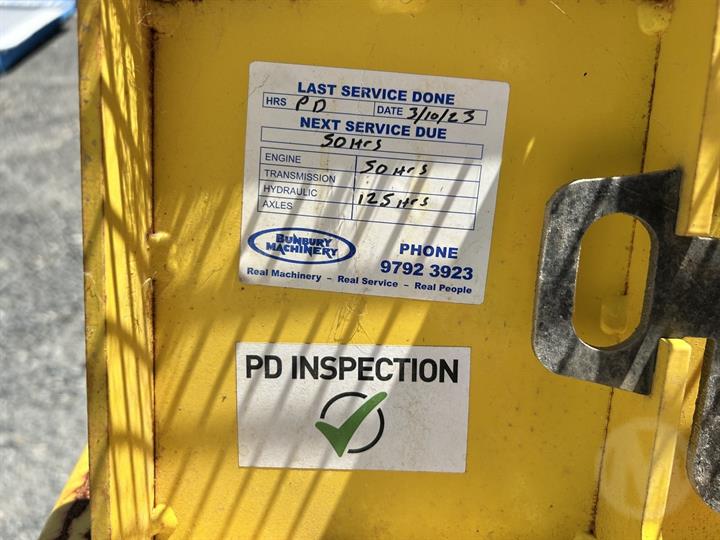 LAST SERVICE DONE
HRS PD DATE 3/10/23
NEXT SERVICE DUE
50 Hrs
ENGINE 50 Hrs
TRANSMISSION
HYDRAULIC 125 Hrs
AXLES
BUNBURY
MACHINERY
PHONE
9792 3923
Real Machinery – Real Service – Real People
PD INSPECTION